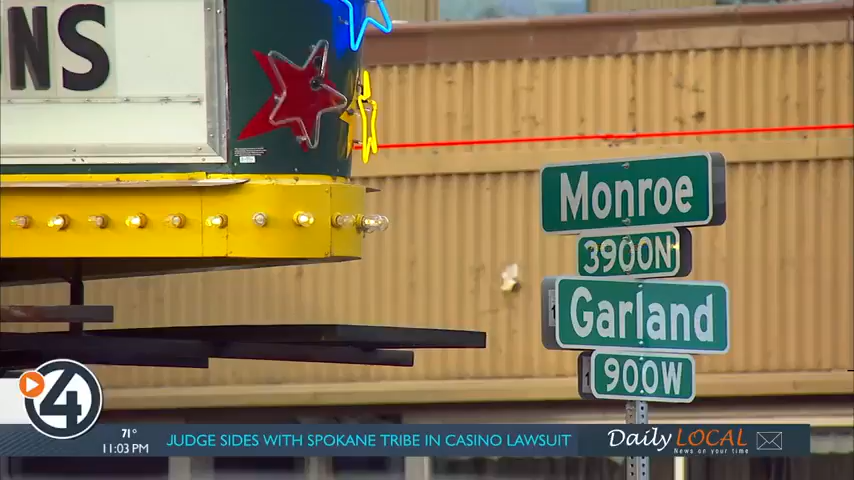 NS
Monroe
3900N
Garland
900W
4
71°
11:03 PM
JUDGE SIDES WITH SPOKANE TRIBE IN CASINO LAWSUIT
Daily LOCAL
News on your time